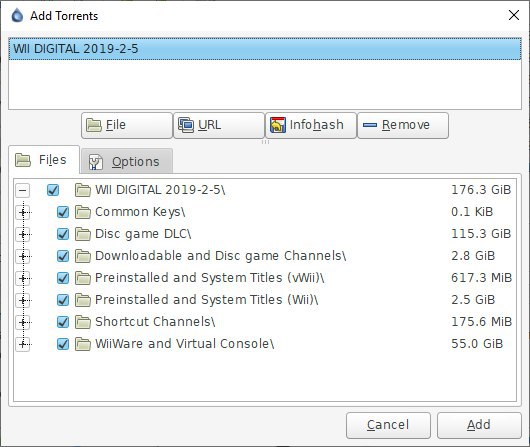 Add Torrents
WII DIGITAL 2019-2-5
File URL Infohash Remove
Files Options
WII DIGITAL 2019-2-5\ 176.3 GiB
Common Keys\ 0.1 KiB
Disc game DLC\ 115.3 GiB
Downloadable and Disc game Channels\ 2.8 GiB
Preinstalled and System Titles (vWii)\ 617.3 MiB
Preinstalled and System Titles (Wii)\ 2.5 GiB
Shortcut Channels\ 175.6 MiB
WiiWare and Virtual Console\ 55.0 GiB
Cancel Add